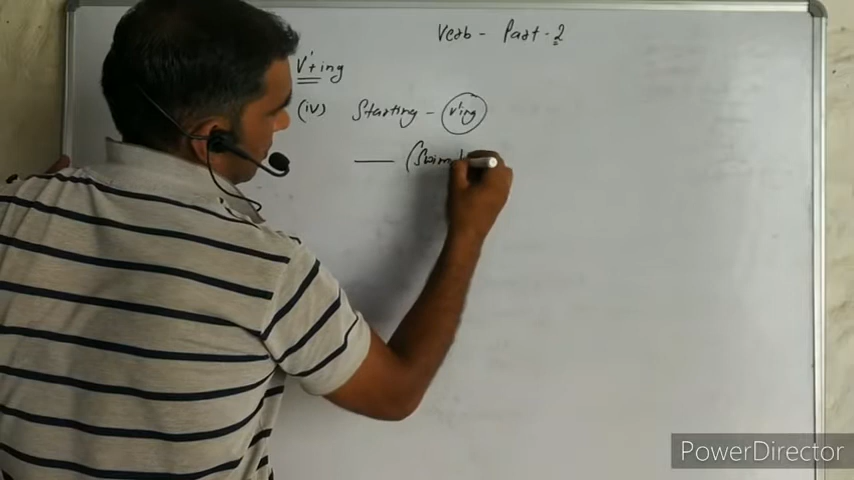 Verb - Part - 2
V'+ing
(iv) Starting - V'ing
PowerDirector